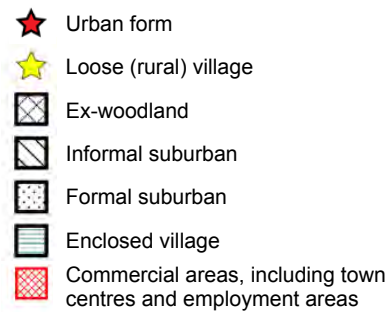 Urban form
Loose (rural) village
Ex-woodland
Informal suburban
Formal suburban
Enclosed village
Commercial areas, including town
centres and employment areas